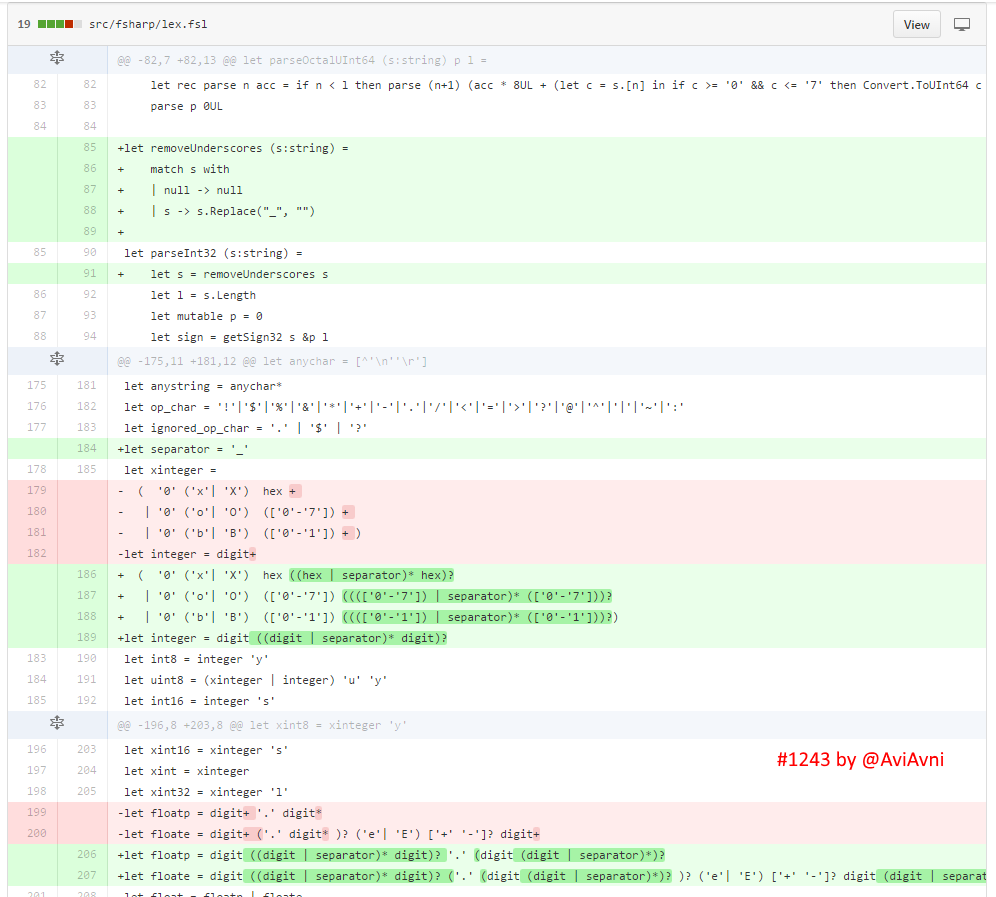 19 src/fsharp/lex.fsl View
@@ -82,7 +82,13 @@ let parseOctalUInt64 (s:string) p l =
82 82 let rec parse n acc = if n < l then parse (n+1) (acc * 8UL + (let c = s.[n] in if c >= '0' && c <= '7' then Convert.ToUInt64 c
83 83 parse p 0UL
84 84
85 +let removeUnderscores (s:string) =
86 + match s with
87 + | null -> null
88 + | s -> s.Replace("_", "")
89 +
85 90 let parseInt32 (s:string) =
91 + let s = removeUnderscores s
86 92 let l = s.Length
87 93 let mutable p = 0
88 94 let sign = getSign32 s &p l
@@ -175,11 +181,12 @@ let anychar = [^'\n''\r']
175 181 let anystring = anychar*
176 182 let op_char = '!'|'$'|'%'|'&'|'*'|'+'|'-'|'.'|'/'|'<'|'='|'>'|'?'|'@'|'^'|'|'|'~'|':'
177 183 let ignored_op_char = '.' | '$' | '?'
184 +let separator = '_'
178 185 let xinteger =
179 - ( '0' ('x'| 'X') hex +
180 - | '0' ('o'| 'O') (['0'-'7']) +
181 - | '0' ('b'| 'B') (['0'-'1']) + )
182 -let integer = digit+
186 + ( '0' ('x'| 'X') hex ((hex | separator)* hex)?
187 + | '0' ('o'| 'O') (['0'-'7']) (((['0'-'7']) | separator)* (['0'-'7']))?
188 + | '0' ('b'| 'B') (['0'-'1']) (((['0'-'1']) | separator)* (['0'-'1']))?)
189 +let integer = digit ((digit | separator)* digit)?
183 190 let int8 = integer 'y'
184 191 let uint8 = (xinteger | integer) 'u' 'y'
185 192 let int16 = integer 's'
@@ -196,8 +203,8 @@ let xint8 = xinteger 'y'
196 203 let xint16 = xinteger 's'
197 204 let xint = xinteger
198 205 let xint32 = xinteger 'l'
#1243 by @AviAvni
199 -let floatp = digit+ '.' digit*
200 -let floate = digit+ ('.' digit* )? ('e'| 'E') ['+' '-']? digit+
206 +let floatp = digit ((digit | separator)* digit)? '.' (digit (digit | separator)*)?
207 +let floate = digit ((digit | separator)* digit)? ('.' (digit (digit | separator)*)? )? ('e'| 'E') ['+' '-']? digit (digit | separat
201 208 let float = floatp | floate